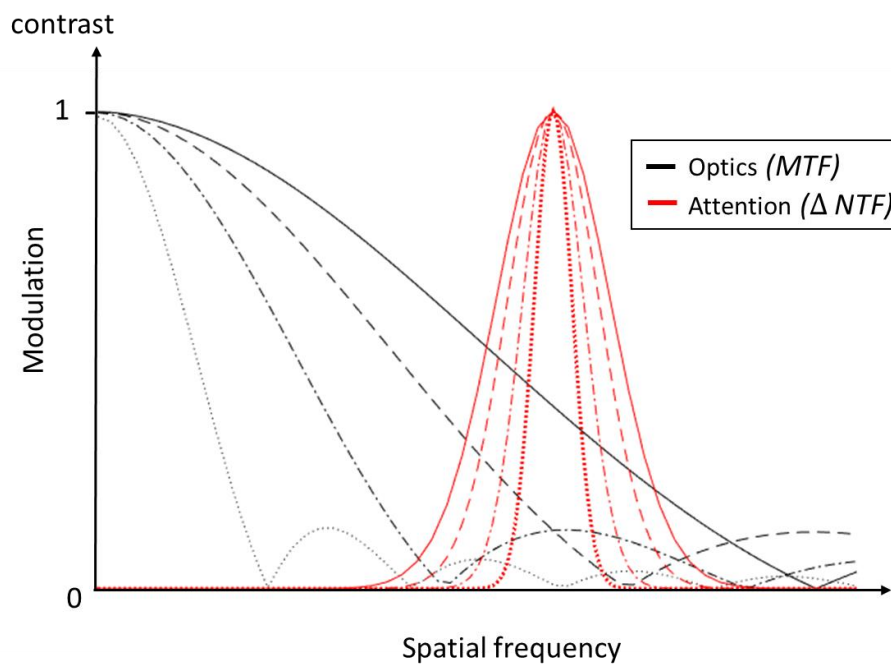 contrast
1
Modulation
0
Spatial frequency
Optics (MTF)
Attention (Δ NTF)